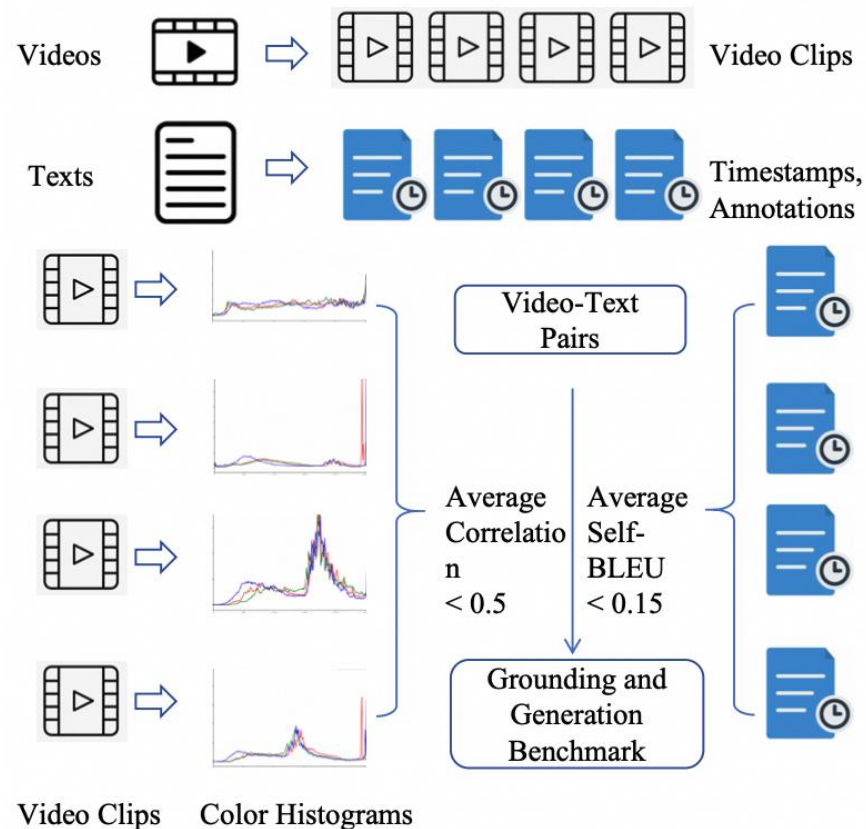 Videos
Video Clips
Texts
Timestamps,
Annotations
Video-Text
Pairs
Average
Correlatio
n
< 0.5
Average
Self-
BLEU
< 0.15
Grounding and
Generation
Benchmark
Video Clips
Color Histograms